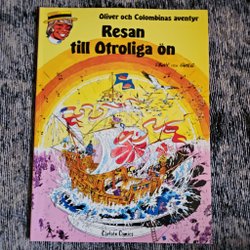 Oliver och Colombinas äventyr
Resan
till Otroliga ön
Carlsen Comics